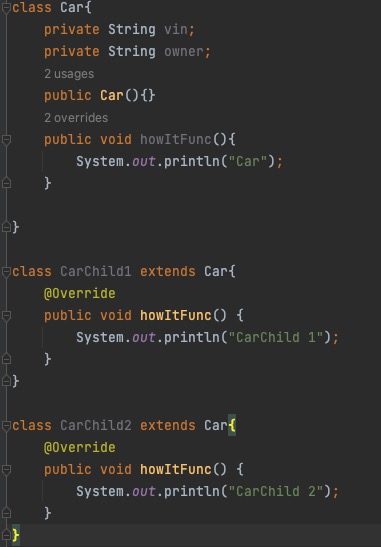 class Car{
    private String vin;
    private String owner;
    2 usages
    public Car(){}
    2 overrides
    public void howItFunc(){
        System.out.println("Car");
    }
}
class CarChild1 extends Car{
    @Override
    public void howItFunc() {
        System.out.println("CarChild 1");
    }
}
class CarChild2 extends Car{
    @Override
    public void howItFunc() {
        System.out.println("CarChild 2");
    }
}